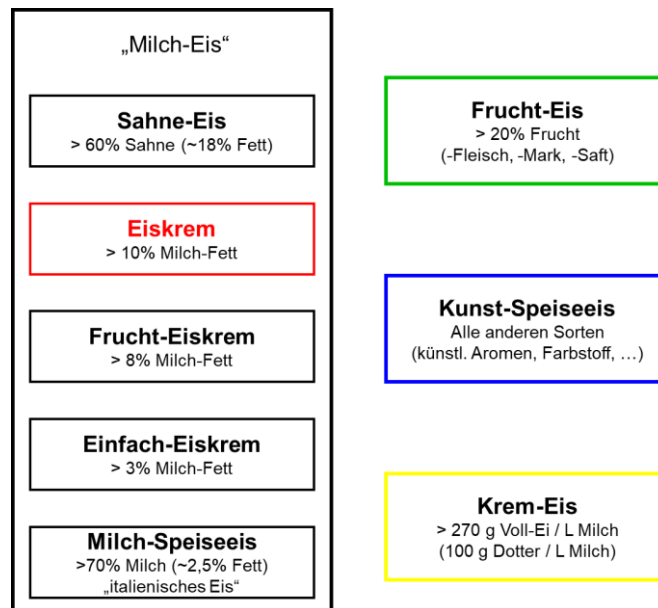 „Milch-Eis“
Sahne-Eis
> 60% Sahne (~18% Fett)
Eiskrem
> 10% Milch-Fett
Frucht-Eiskrem
> 8% Milch-Fett
Einfach-Eiskrem
> 3% Milch-Fett
Milch-Speiseeis
>70% Milch (~2,5% Fett)
„italienisches Eis“
Frucht-Eis
> 20% Frucht
(-Fleisch, -Mark, -Saft)
Kunst-Speiseeis
Alle anderen Sorten
(künstl. Aromen, Farbstoff, …)
Krem-Eis
> 270 g Voll-Ei / L Milch
(100 g Dotter / L Milch)